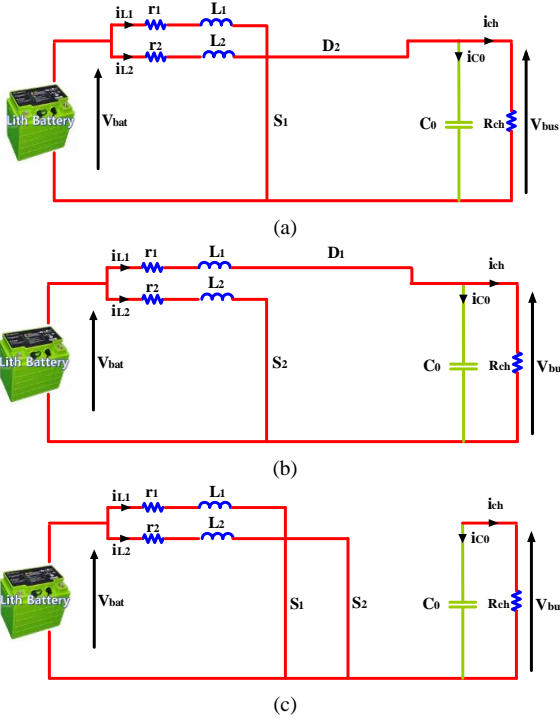 iL1 r1 L1
iL2 r2 L2 D2 ich
iC0
Lith Battery Vbat S1 C0 Rch Vbus
(a)
iL1 r1 L1 D1 ich
iL2 r2 L2 iC0
Lith Battery Vbat S2 C0 Rch Vbu
(b)
iL1 r1 L1 ich
iL2 r2 L2 iC0
Lith Battery Vbat S1 S2 C0 Rch Vbu
(c)